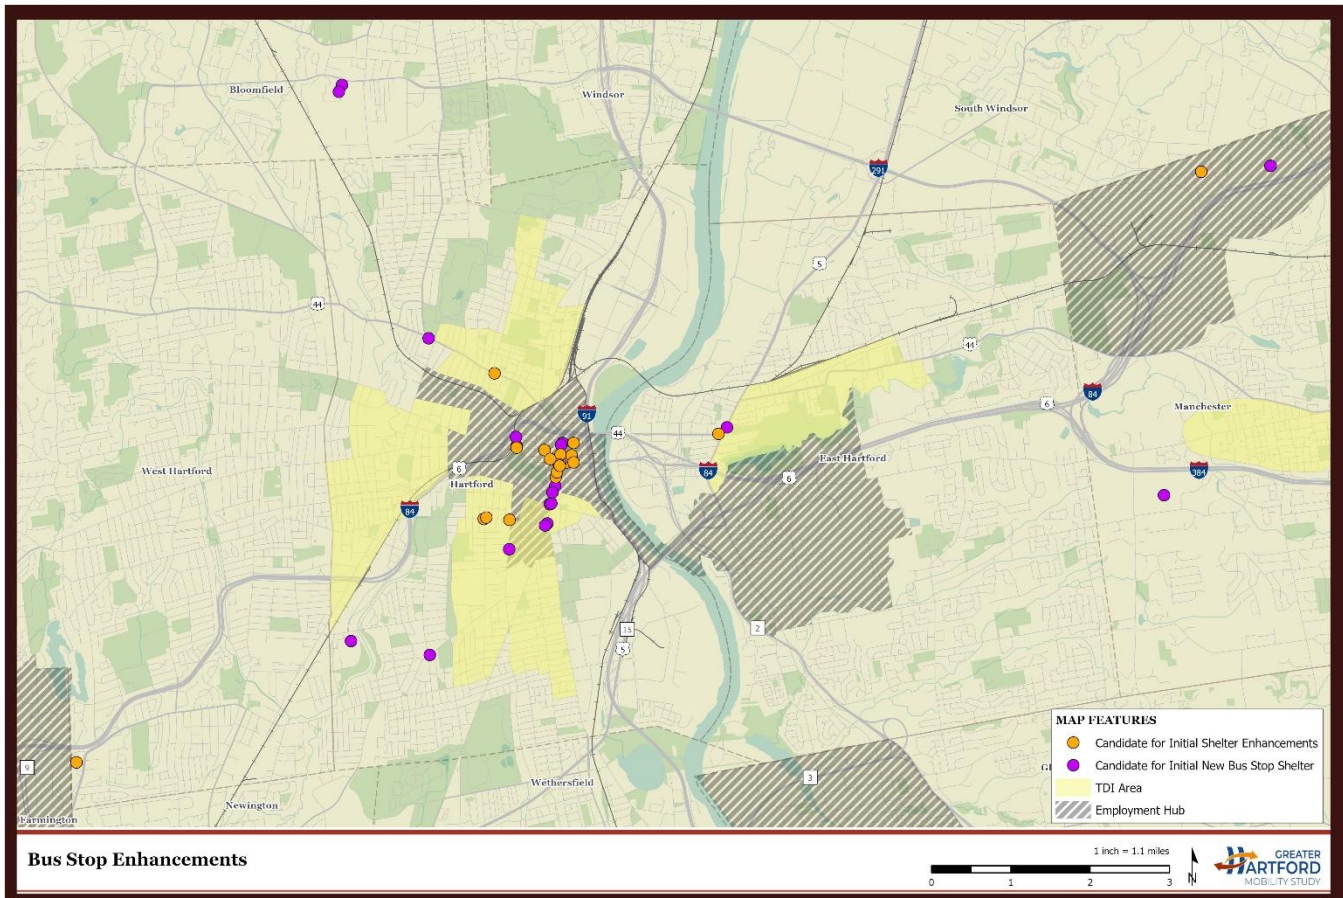 Bloomfield
Windsor
South Windsor
291
5
44
44
84
6
91
Manchester
44
West Hartford
6
Hartford
84
East Hartford
6
384
84
15
2
5
9
3
Wethersfield
Newington
Farmington
MAP FEATURES
Candidate for Initial Shelter Enhancements
Candidate for Initial New Bus Stop Shelter
TDI Area
Employment Hub
Bus Stop Enhancements
1 inch = 1.1 miles
0 1 2 3
N
GREATER
HARTFORD
MOBILITY STUDY